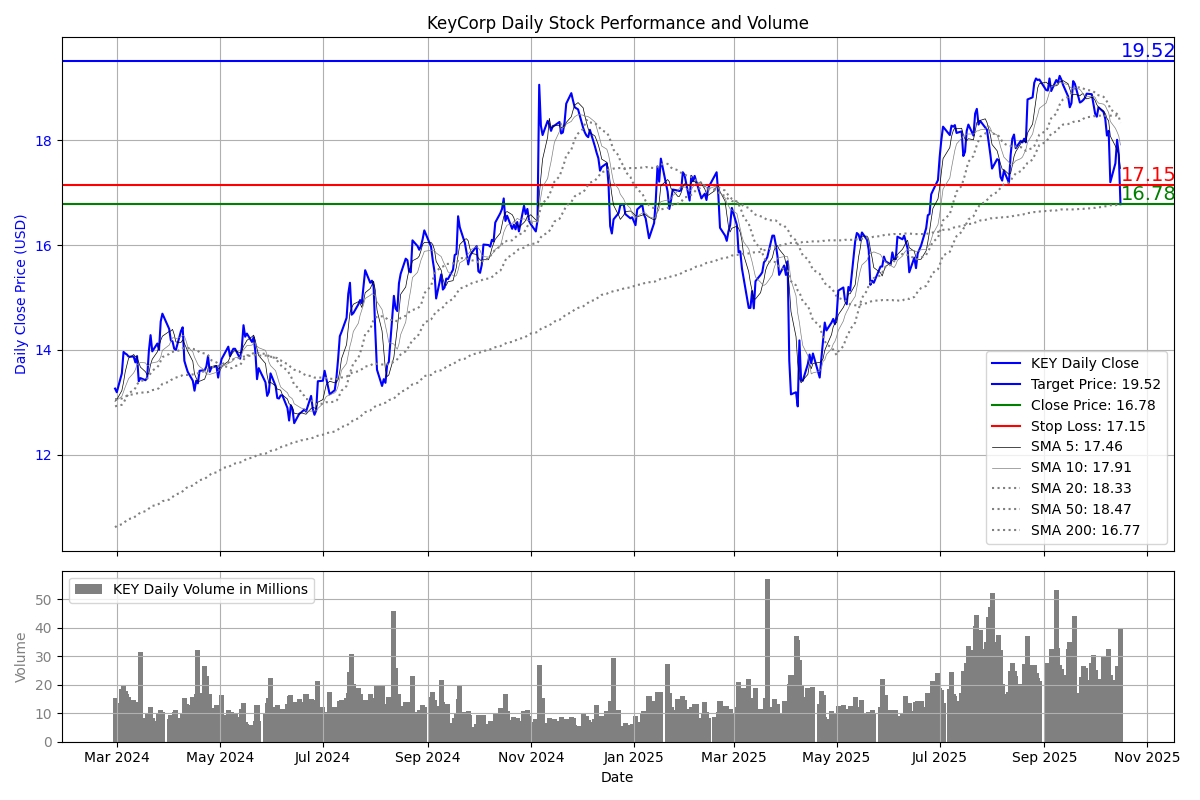 KeyCorp Daily Stock Performance and Volume
19.52
17.15
16.78
Daily Close Price (USD)
18
16
14
12
KEY Daily Close
Target Price: 19.52
Close Price: 16.78
Stop Loss: 17.15
SMA 5: 17.46
SMA 10: 17.91
SMA 20: 18.33
SMA 50: 18.47
SMA 200: 16.77
KEY Daily Volume in Millions
Volume
50
40
30
20
10
0
Mar 2024 May 2024 Jul 2024 Sep 2024 Nov 2024 Jan 2025 Mar 2025 May 2025 Jul 2025 Sep 2025 Nov 2025
Date